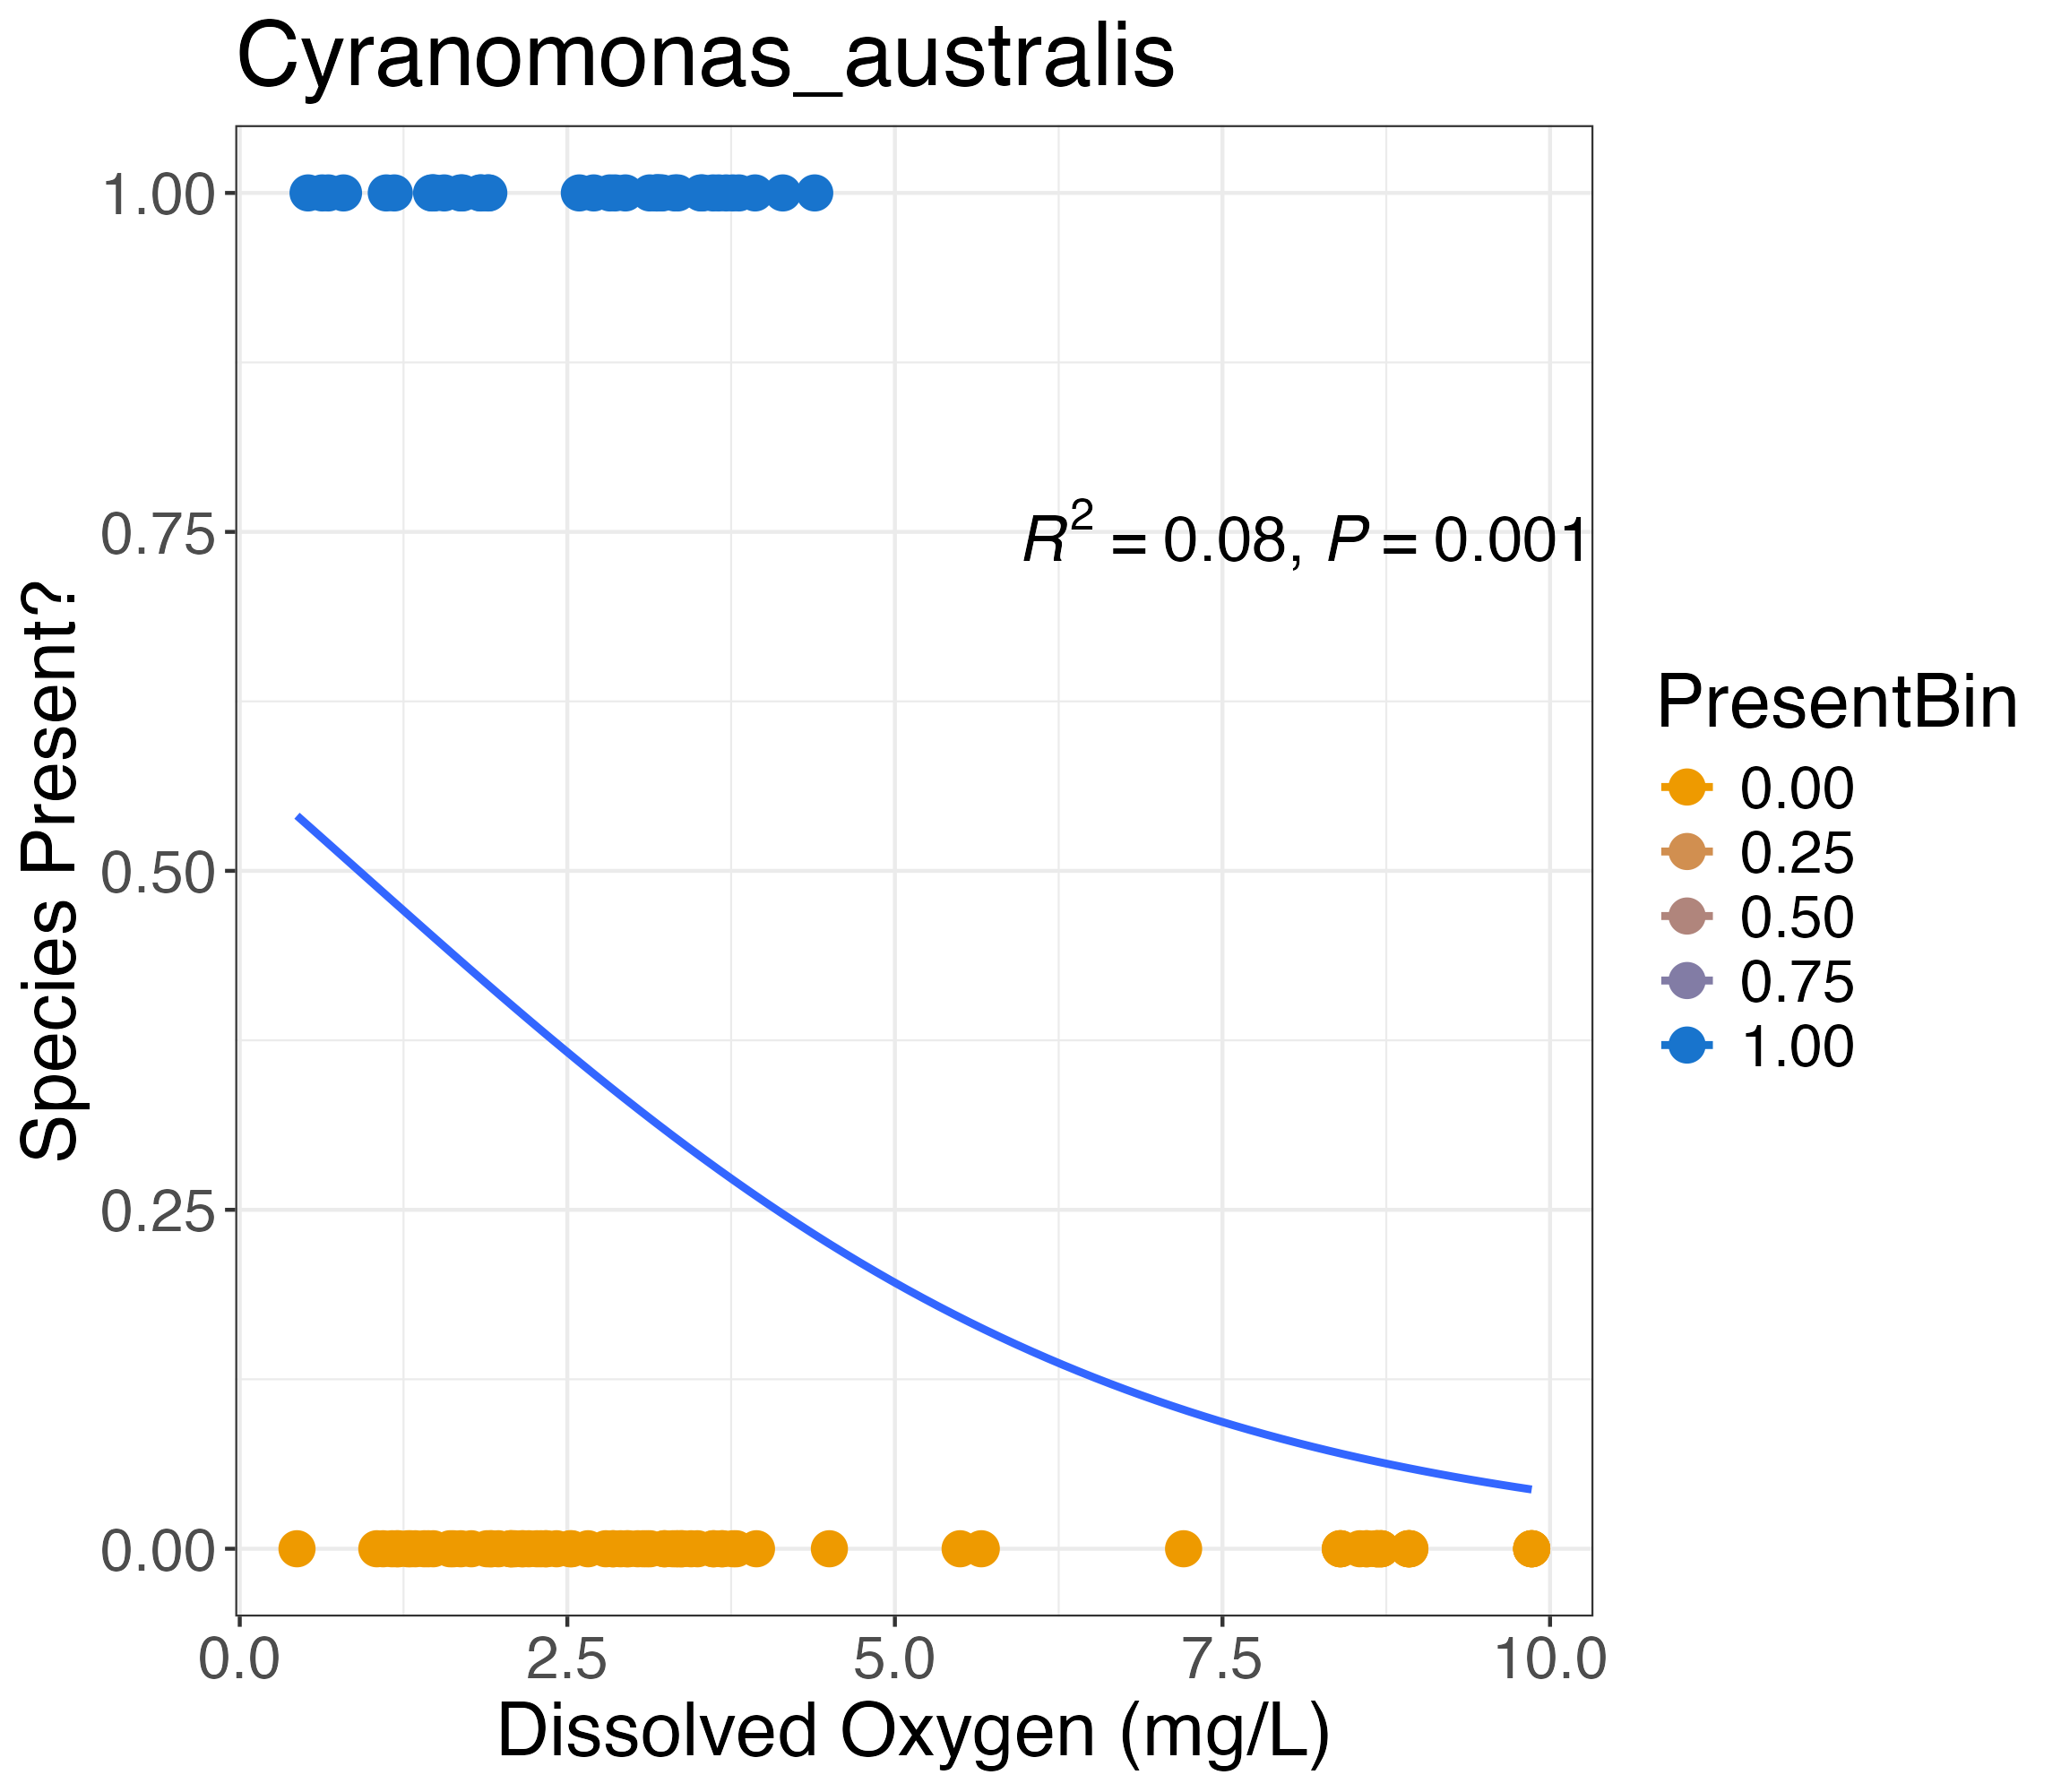 Cyranomonas_australis
1.00
0.75
0.50
0.25
0.00
Species Present?
R² = 0.08, P = 0.001
0.0 2.5 5.0 7.5 10.0
Dissolved Oxygen (mg/L)
PresentBin
0.00
0.25
0.50
0.75
1.00